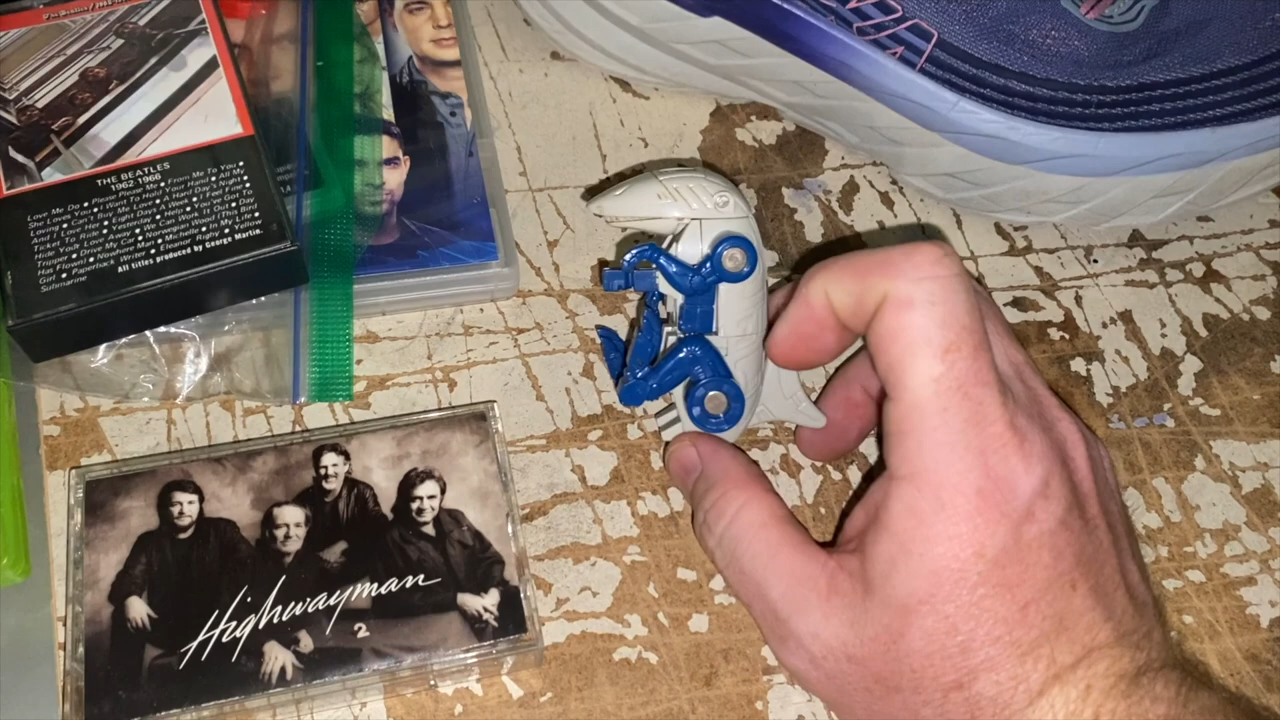 The Beatles / 1962-1966
THE BEATLES
1962-1966
Love Me Do • Please Please Me • From Me To You •
She Loves You • I Want To Hold Your Hand • All My
Loving • Can't Buy Me Love • A Hard Day's Night •
And I Love Her • Eight Days A Week • I Feel Fine •
Ticket To Ride • Yesterday • Help • You've Got To
Hide Your Love Away • We Can Work It Out • Day
Tripper • Drive My Car • Norwegian Wood (This Bird
Has Flown) • Nowhere Man • Michelle • In My Life •
Girl • Paperback Writer • Eleanor Rigby • Yellow
Submarine
All titles produced by George Martin.
Highwayman
2